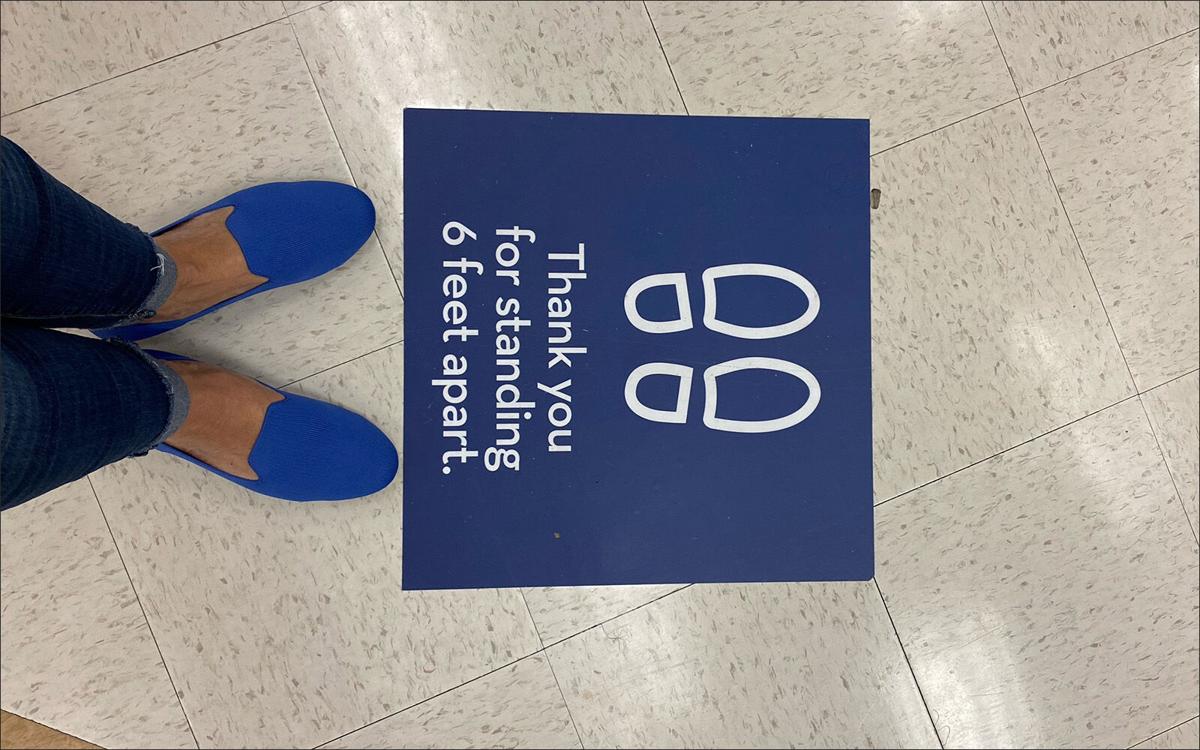 Thank you
for standing
6 feet apart.